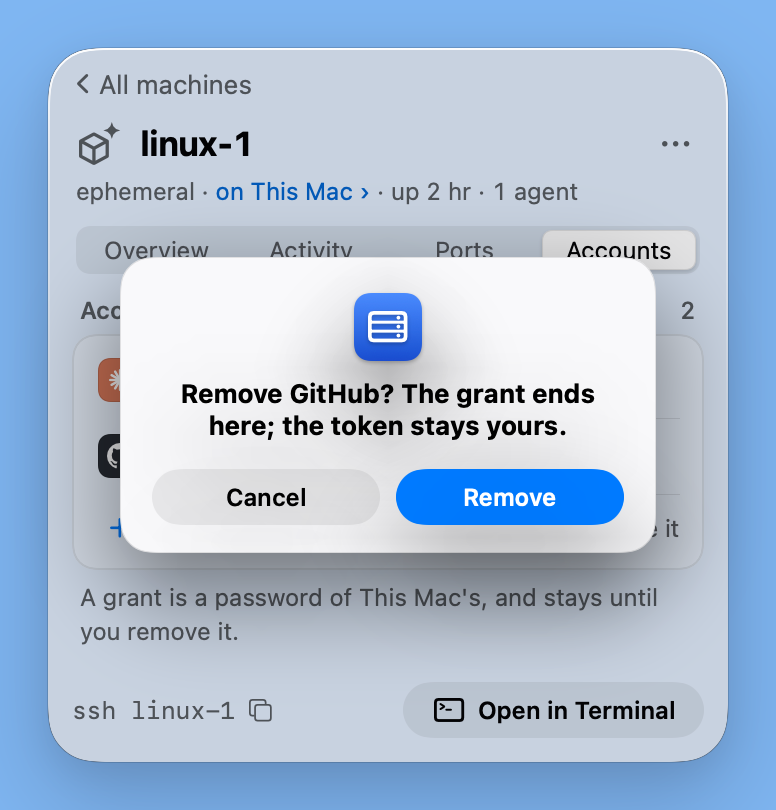 All machines
linux-1
ephemeral · on This Mac › · up 2 hr · 1 agent
Overview Activity Ports Accounts
2
Remove GitHub? The grant ends
here; the token stays yours.
Cancel Remove
it
A grant is a password of This Mac's, and stays until
you remove it.
ssh linux-1 Open in Terminal